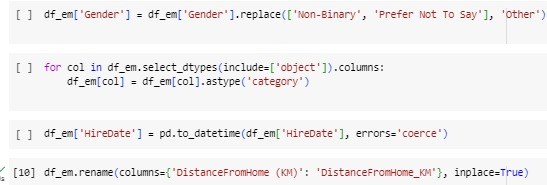 [ ] df_em['Gender'] = df_em['Gender'].replace(['Non-Binary', 'Prefer Not To Say'], 'Other')
[ ] for col in df_em.select_dtypes(include=['object']).columns:
df_em[col] = df_em[col].astype('category')
[ ] df_em['HireDate'] = pd.to_datetime(df_em['HireDate'], errors='coerce')
[10] df_em.rename(columns={'DistanceFromHome (KM)': 'DistanceFromHome_KM'}, inplace=True)